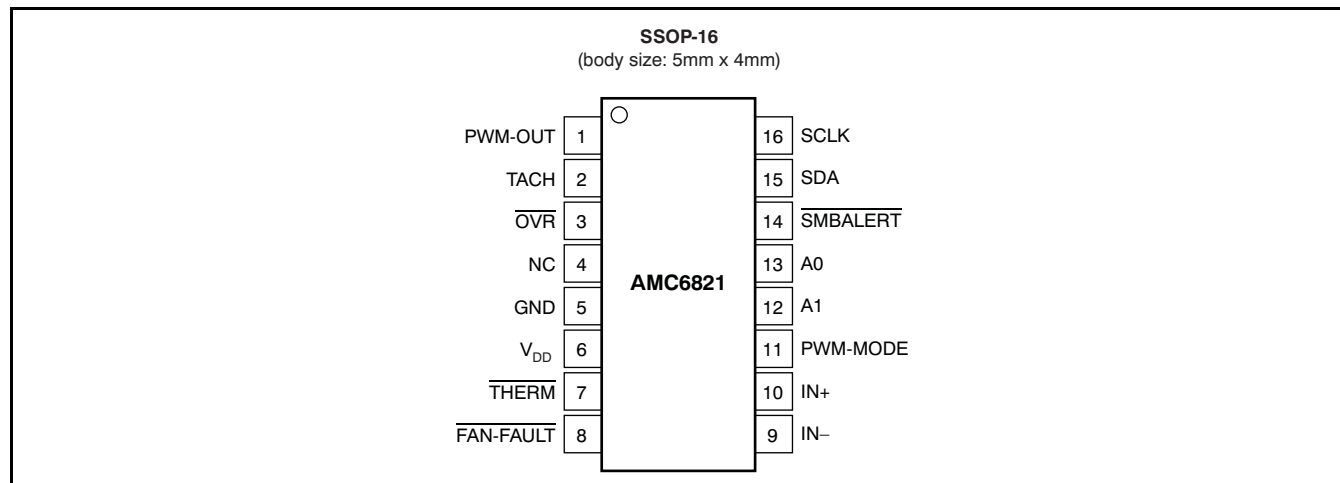 SSOP-16
(body size: 5mm x 4mm)
PWM-OUT 1
TACH 2
OVR 3
NC 4
GND 5
VDD 6
THERM 7
FAN-FAULT 8
AMC6821
16 SCLK
15 SDA
14 SMBALERT
13 A0
12 A1
11 PWM-MODE
10 IN+
9 IN−